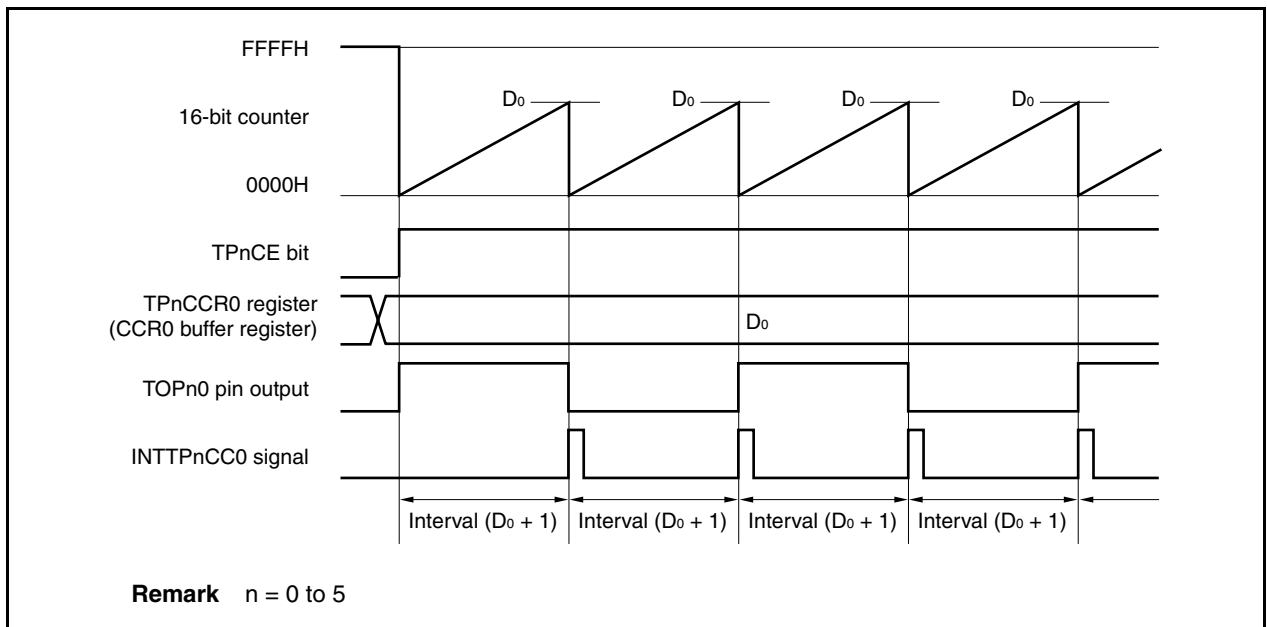 FFFFH
D0 D0 D0 D0
16-bit counter
0000H
TPnCE bit
TPnCCR0 register
(CCR0 buffer register)
D0
TOPn0 pin output
INTTPnCC0 signal
Interval (D0 + 1) Interval (D0 + 1) Interval (D0 + 1) Interval (D0 + 1)
Remark n = 0 to 5